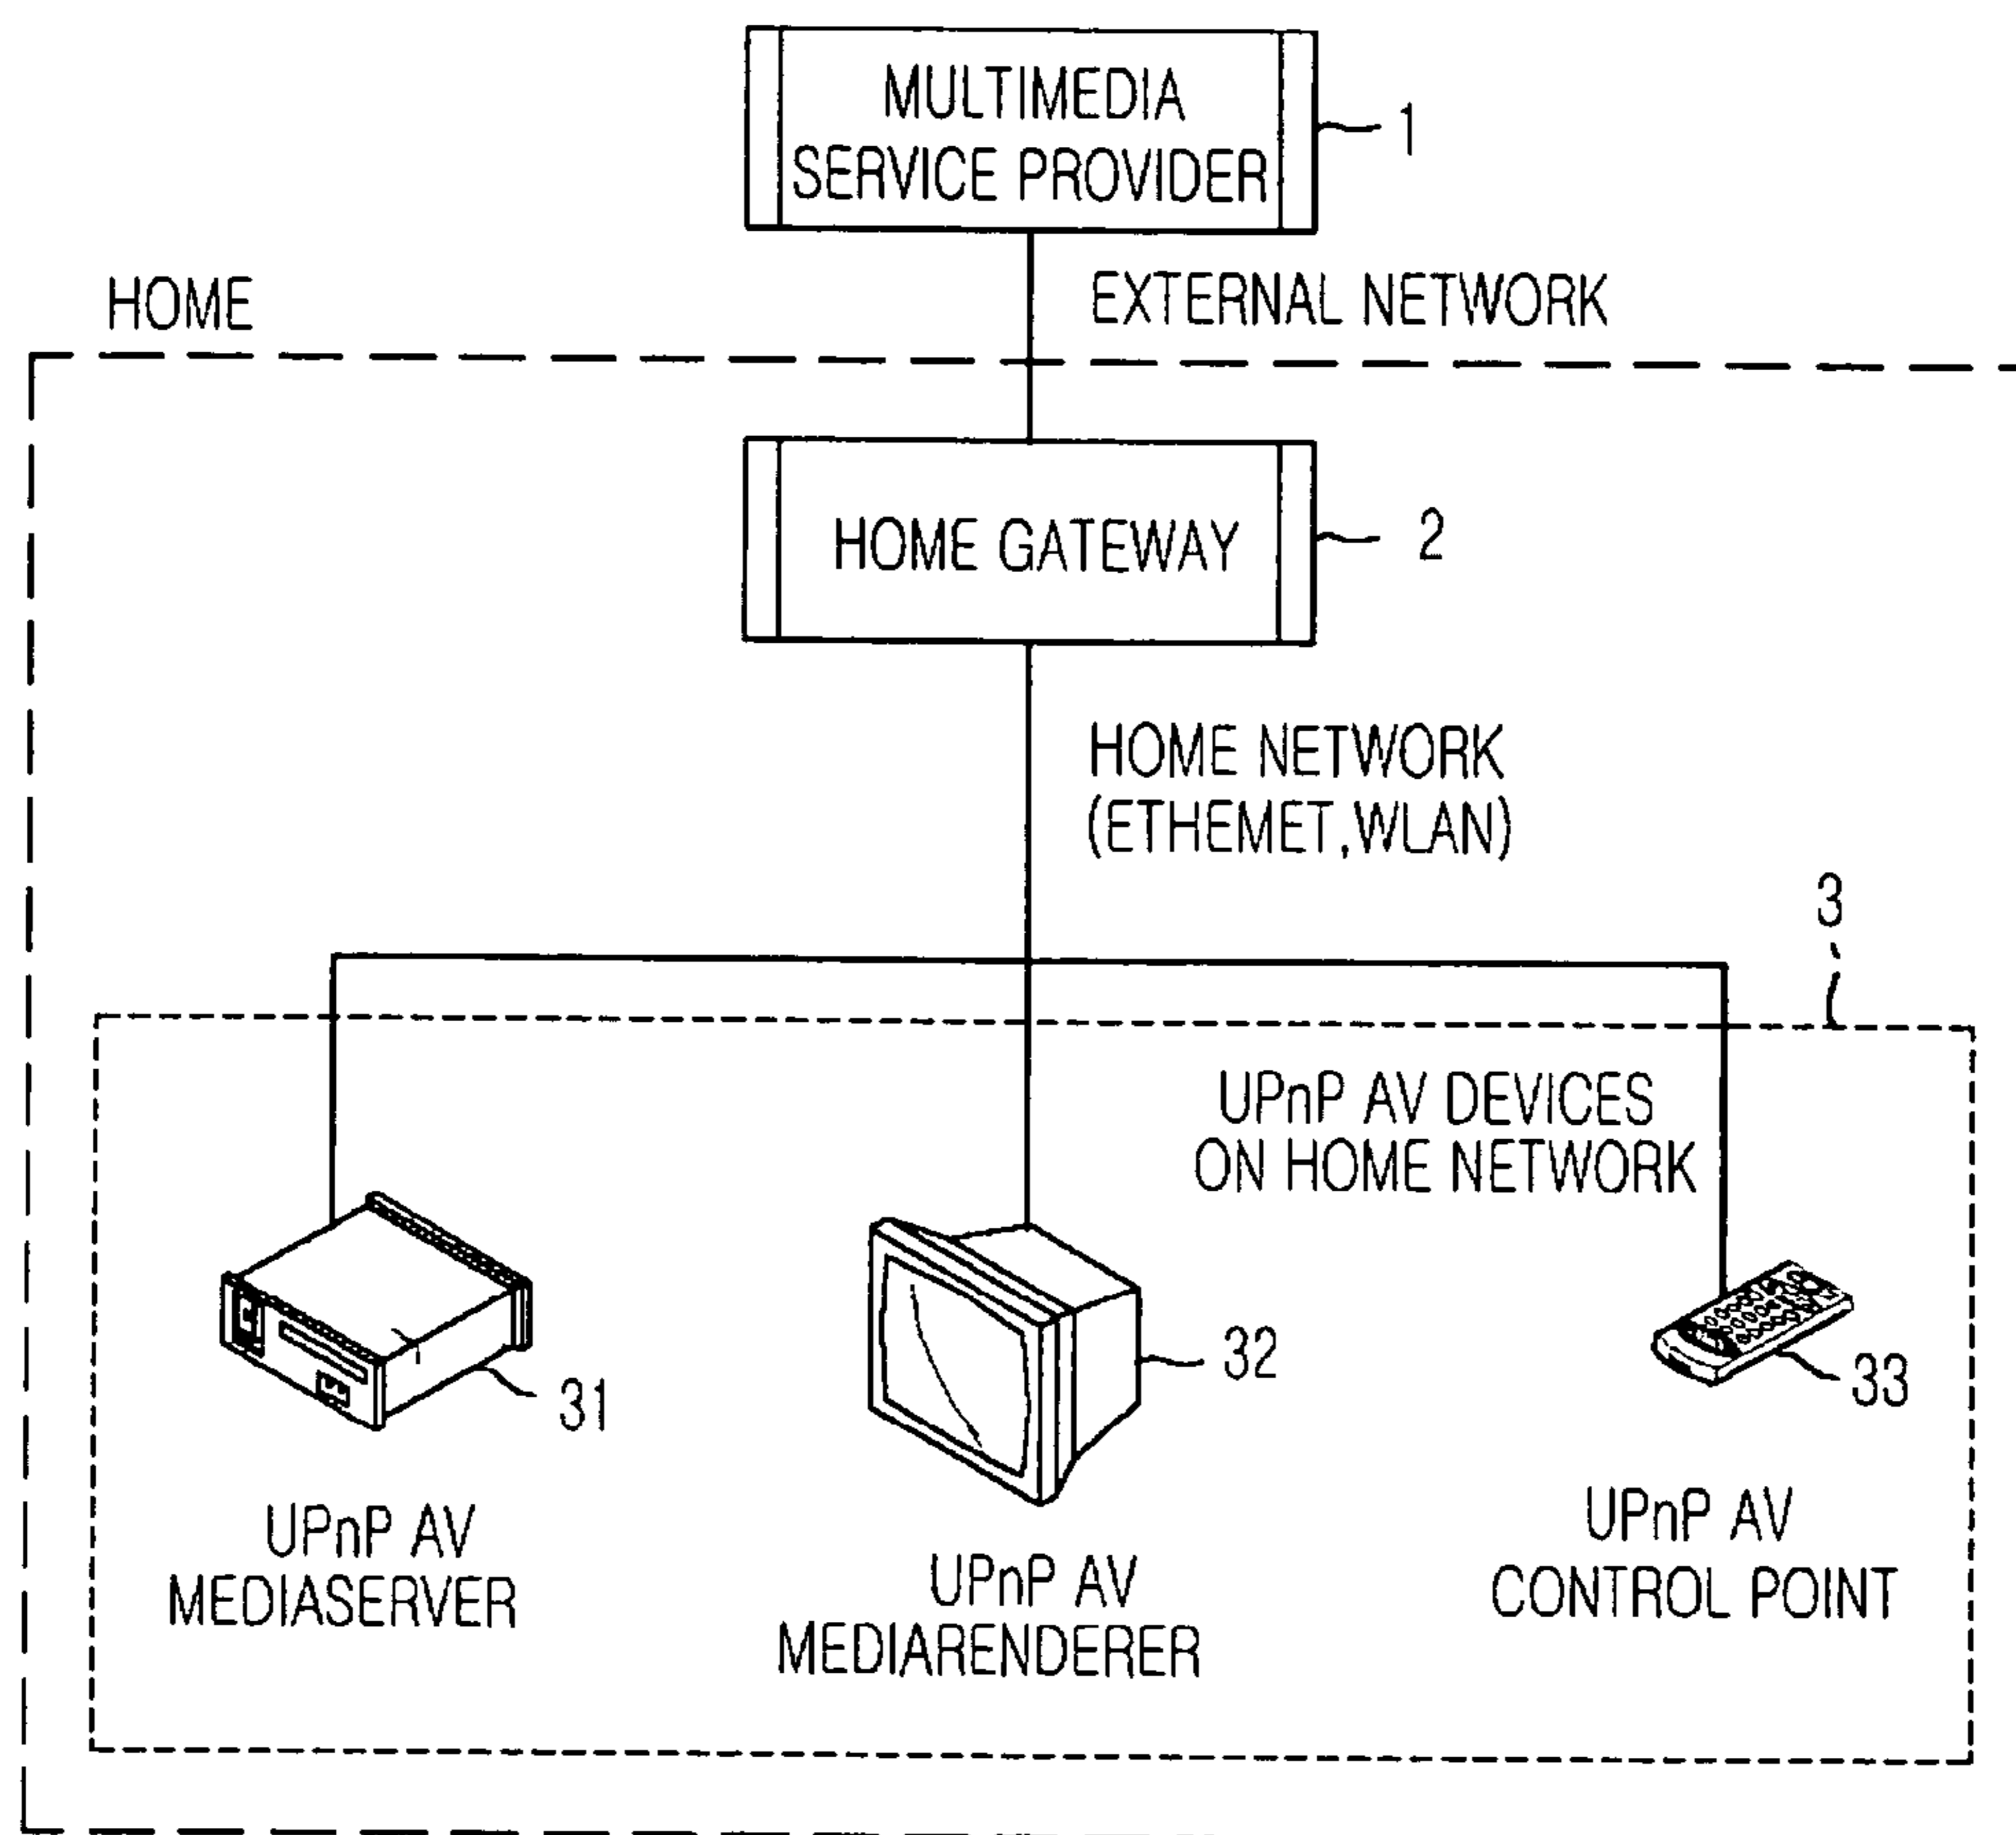 MULTIMEDIA
SERVICE PROVIDER
1
HOME
EXTERNAL NETWORK
HOME GATEWAY
2
HOME NETWORK
(ETHEMET,WLAN)
3
UPnP AV DEVICES
ON HOME NETWORK
31
32
33
UPnP AV
MEDIASERVER
UPnP AV
MEDIARENDERER
UPnP AV
CONTROL POINT